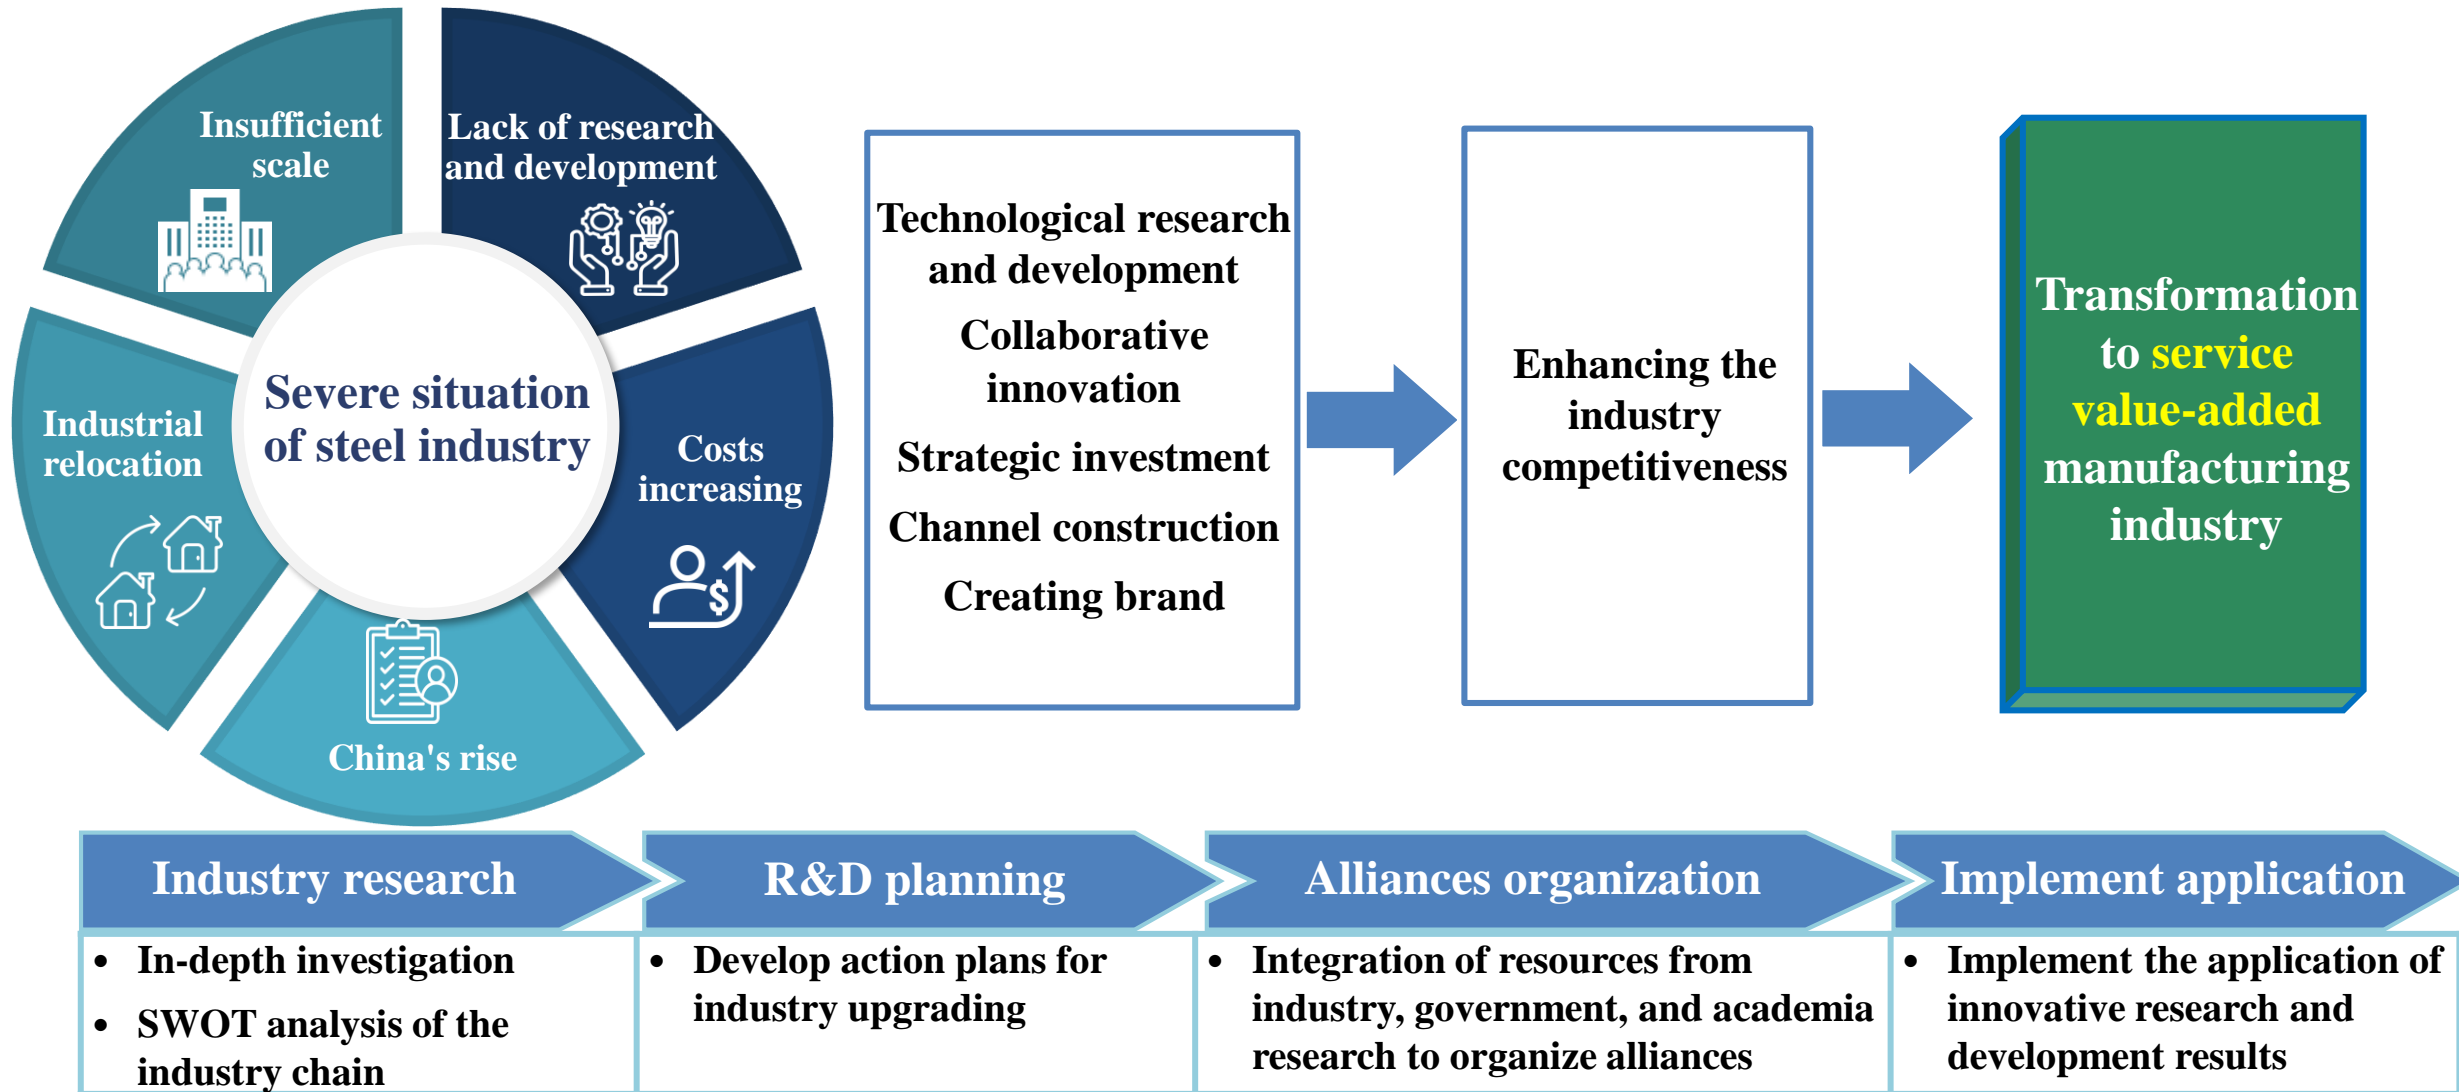 Insufficient
scale
Lack of research
and development
Industrial
relocation
Severe situation
of steel industry
Costs
increasing
$
China's rise
Technological research
and development
Collaborative
innovation
Strategic investment
Channel construction
Creating brand
Enhancing the
industry
competitiveness
Transformation
to service
value-added
manufacturing
industry
Industry research
• In-depth investigation
• SWOT analysis of the
industry chain
R&D planning
• Develop action plans for
industry upgrading
Alliances organization
• Integration of resources from
industry, government, and academia
research to organize alliances
Implement application
• Implement the application of
innovative research and
development results